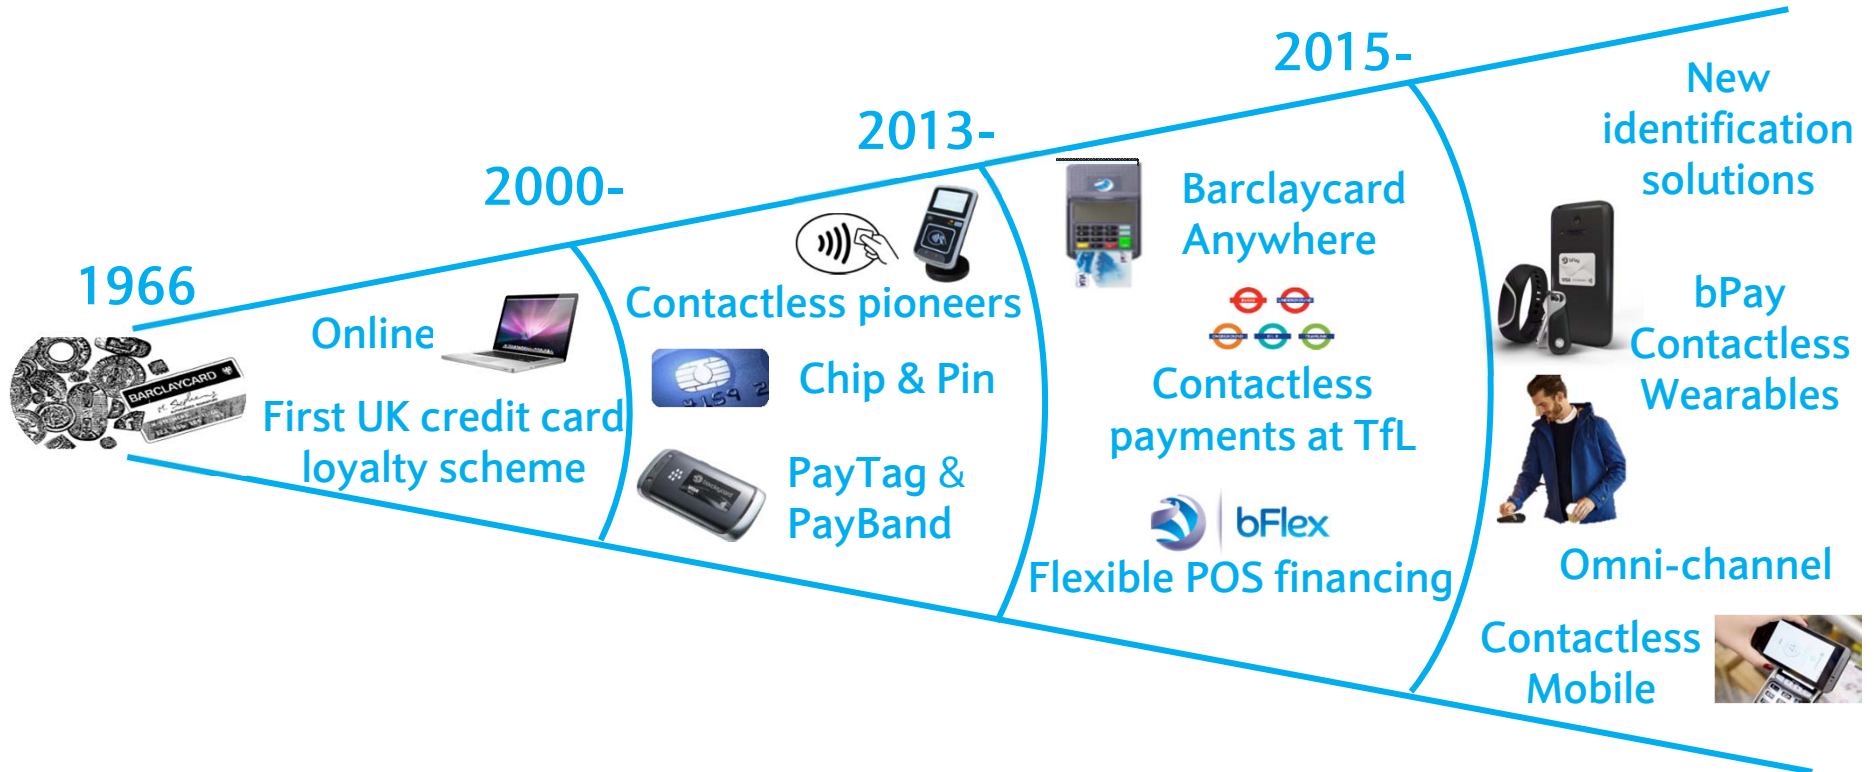 1966
2000-
2013-
2015-
BARCLAYCARD
Online
First UK credit card
loyalty scheme
Contactless pioneers
Chip & Pin
PayTag &
PayBand
Barclaycard
Anywhere
Contactless
payments at TfL
bFlex
Flexible POS financing
New
identification
solutions
bPay
Contactless
Wearables
Omni-channel
Contactless
Mobile
barclaycard
UNDERGROUND